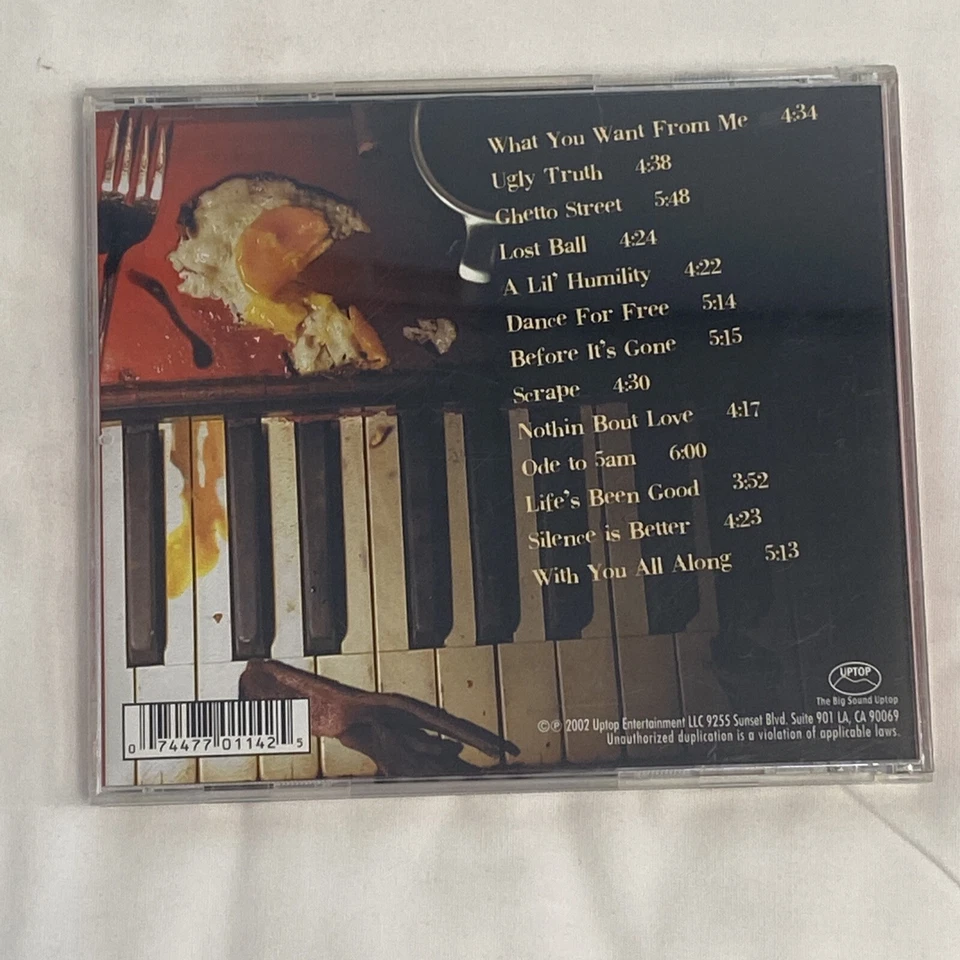 What You Want From Me 4:34
Ugly Truth 4:38
Ghetto Street 5:48
Lost Ball 4:24
A Lil' Humility 4:22
Dance For Free 5:14
Before It's Gone 5:15
Scrape 4:30
Nothin Bout Love 4:17
Ode to 5am 6:00
Life's Been Good 3:52
Silence is Better 4:23
With You All Along 5:13
UPTOP
The Big Sound Uptop
©℗ 2002 Uptop Entertainment LLC 9255 Sunset Blvd. Suite 901 LA, CA 90069
Unauthorized duplication is a violation of applicable laws.
0 74477 01142 5